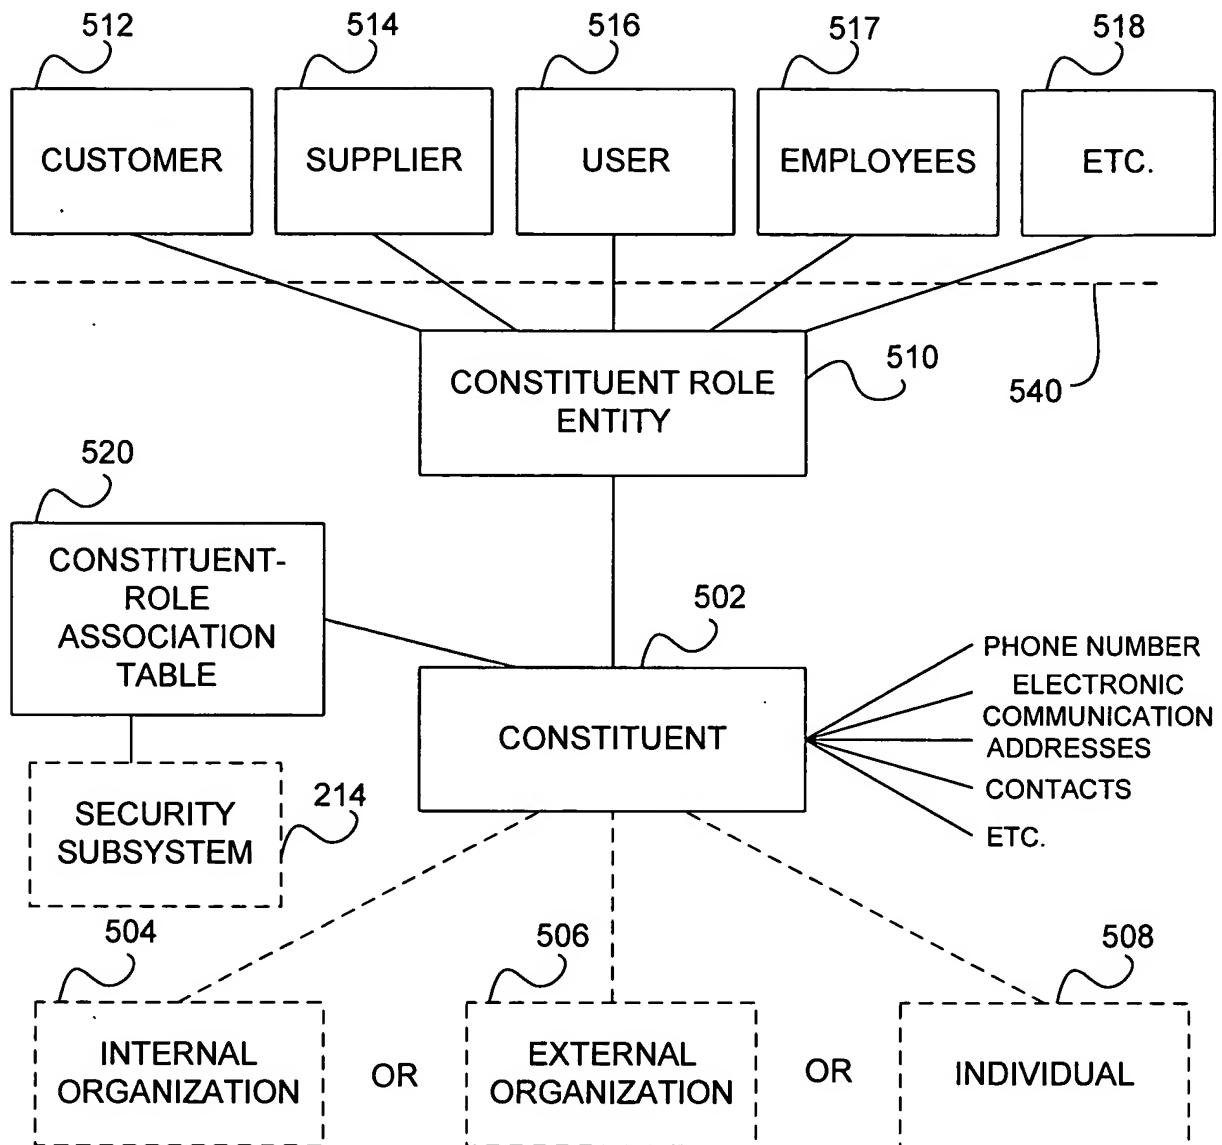 512
514
516
517
518
CUSTOMER
SUPPLIER
USER
EMPLOYEES
ETC.
540
CONSTITUENT ROLE
ENTITY
510
520
CONSTITUENT-
ROLE
ASSOCIATION
TABLE
502
CONSTITUENT
PHONE NUMBER
ELECTRONIC
COMMUNICATION
ADDRESSES
CONTACTS
ETC.
SECURITY
SUBSYSTEM
214
504
506
508
INTERNAL
ORGANIZATION
OR
EXTERNAL
ORGANIZATION
OR
INDIVIDUAL